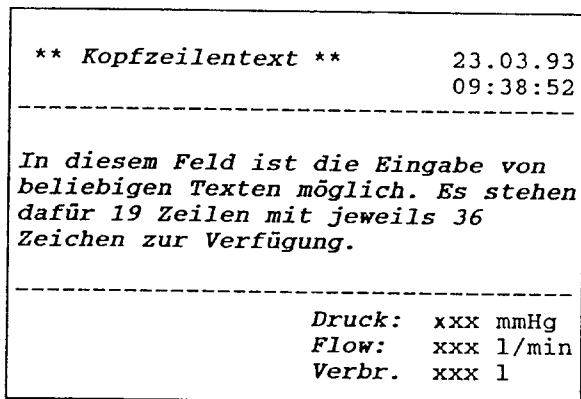 ** Kopfzeilentext ** 23.03.93
09:38:52
In diesem Feld ist die Eingabe von
beliebigen Texten möglich. Es stehen
dafür 19 Zeilen mit jeweils 36
Zeichen zur Verfügung.
Druck: xxx mmHg
Flow: xxx l/min
Verbr. xxx l